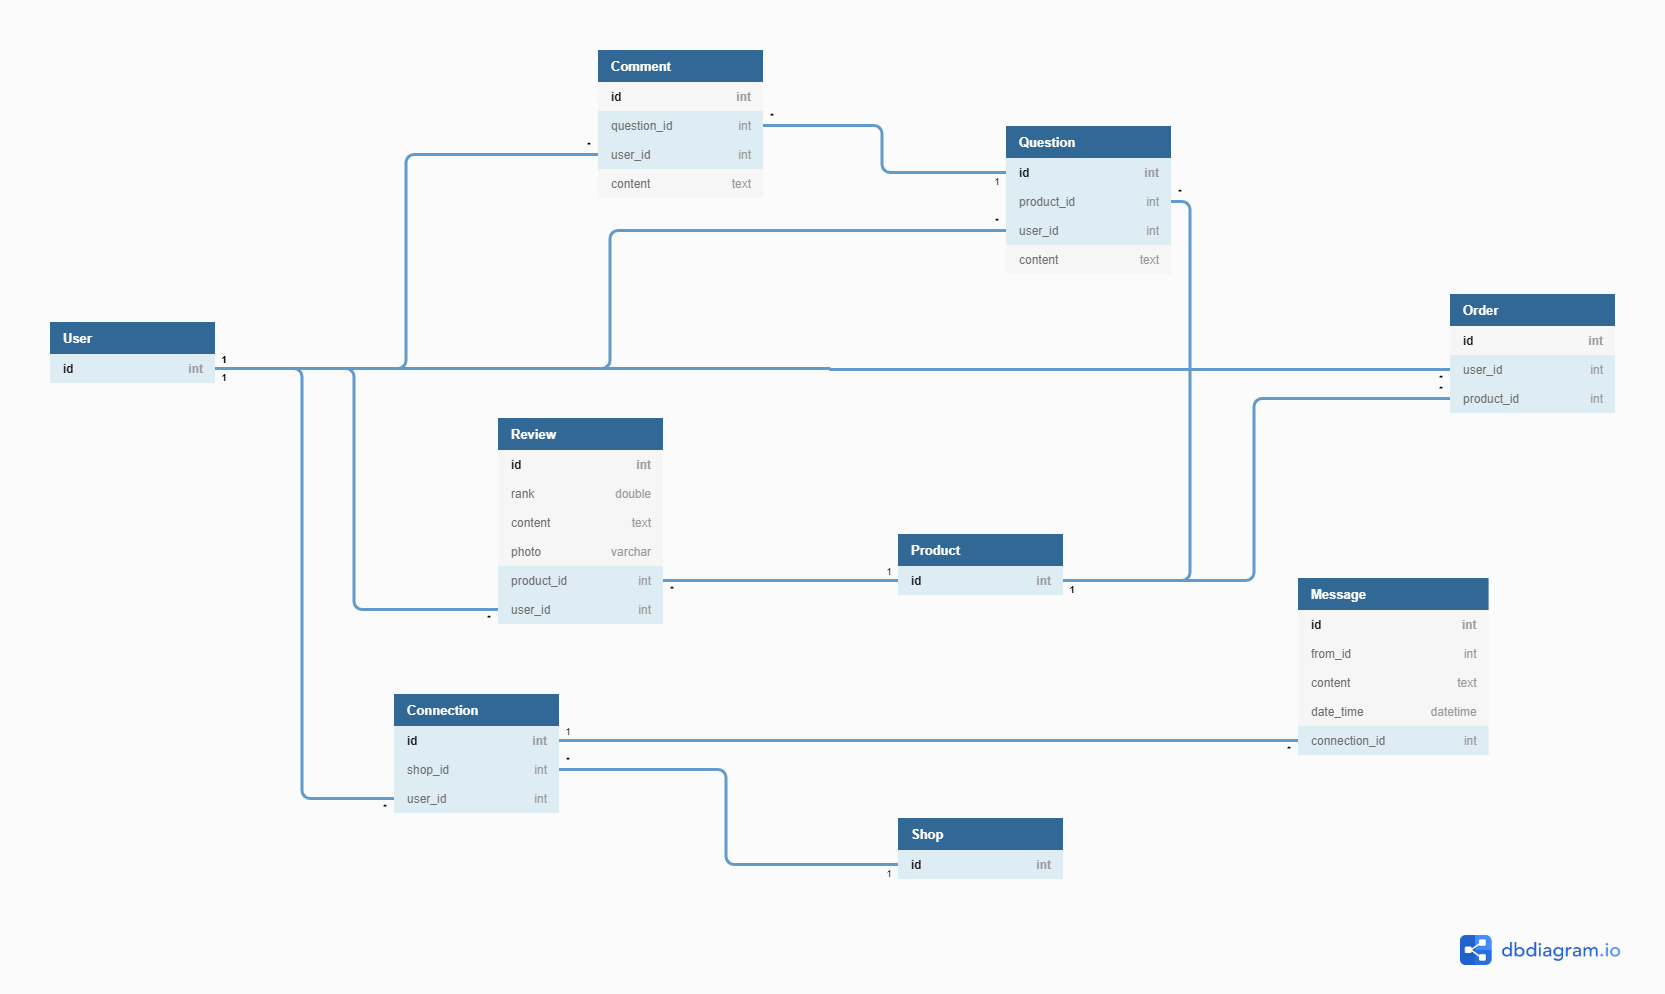 Comment
id int
question_id int
user_id int
content text
*
*
Question
id int
product_id int
user_id int
content text
1
*
*
User
id int
1
1
Order
id int
user_id int
product_id int
*
*
Review
id int
rank double
content text
photo varchar
product_id int
user_id int
*
*
Product
id int
1
1
Message
id int
from_id int
content text
date_time datetime
connection_id int
*
Connection
id int
shop_id int
user_id int
1
*
*
Shop
id int
1
dbdiagram.io